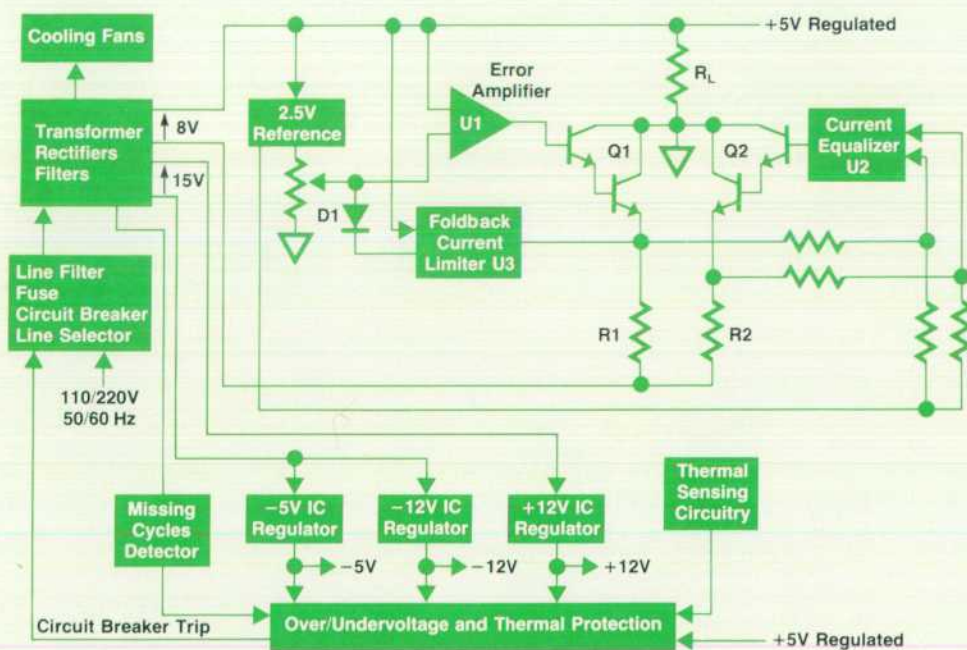 Cooling Fans
+5V Regulated
Error
Amplifier
R_L
Transformer
Rectifiers
Filters
8V
15V
2.5V
Reference
U1
Q1
Q2
Current
Equalizer
U2
D1
Foldback
Current
Limiter U3
Line Filter
Fuse
Circuit Breaker
Line Selector
R1
R2
110/220V
50/60 Hz
Missing
Cycles
Detector
−5V IC
Regulator
−12V IC
Regulator
+12V IC
Regulator
Thermal
Sensing
Circuitry
−5V
−12V
+12V
Circuit Breaker Trip
Over/Undervoltage and Thermal Protection
+5V Regulated